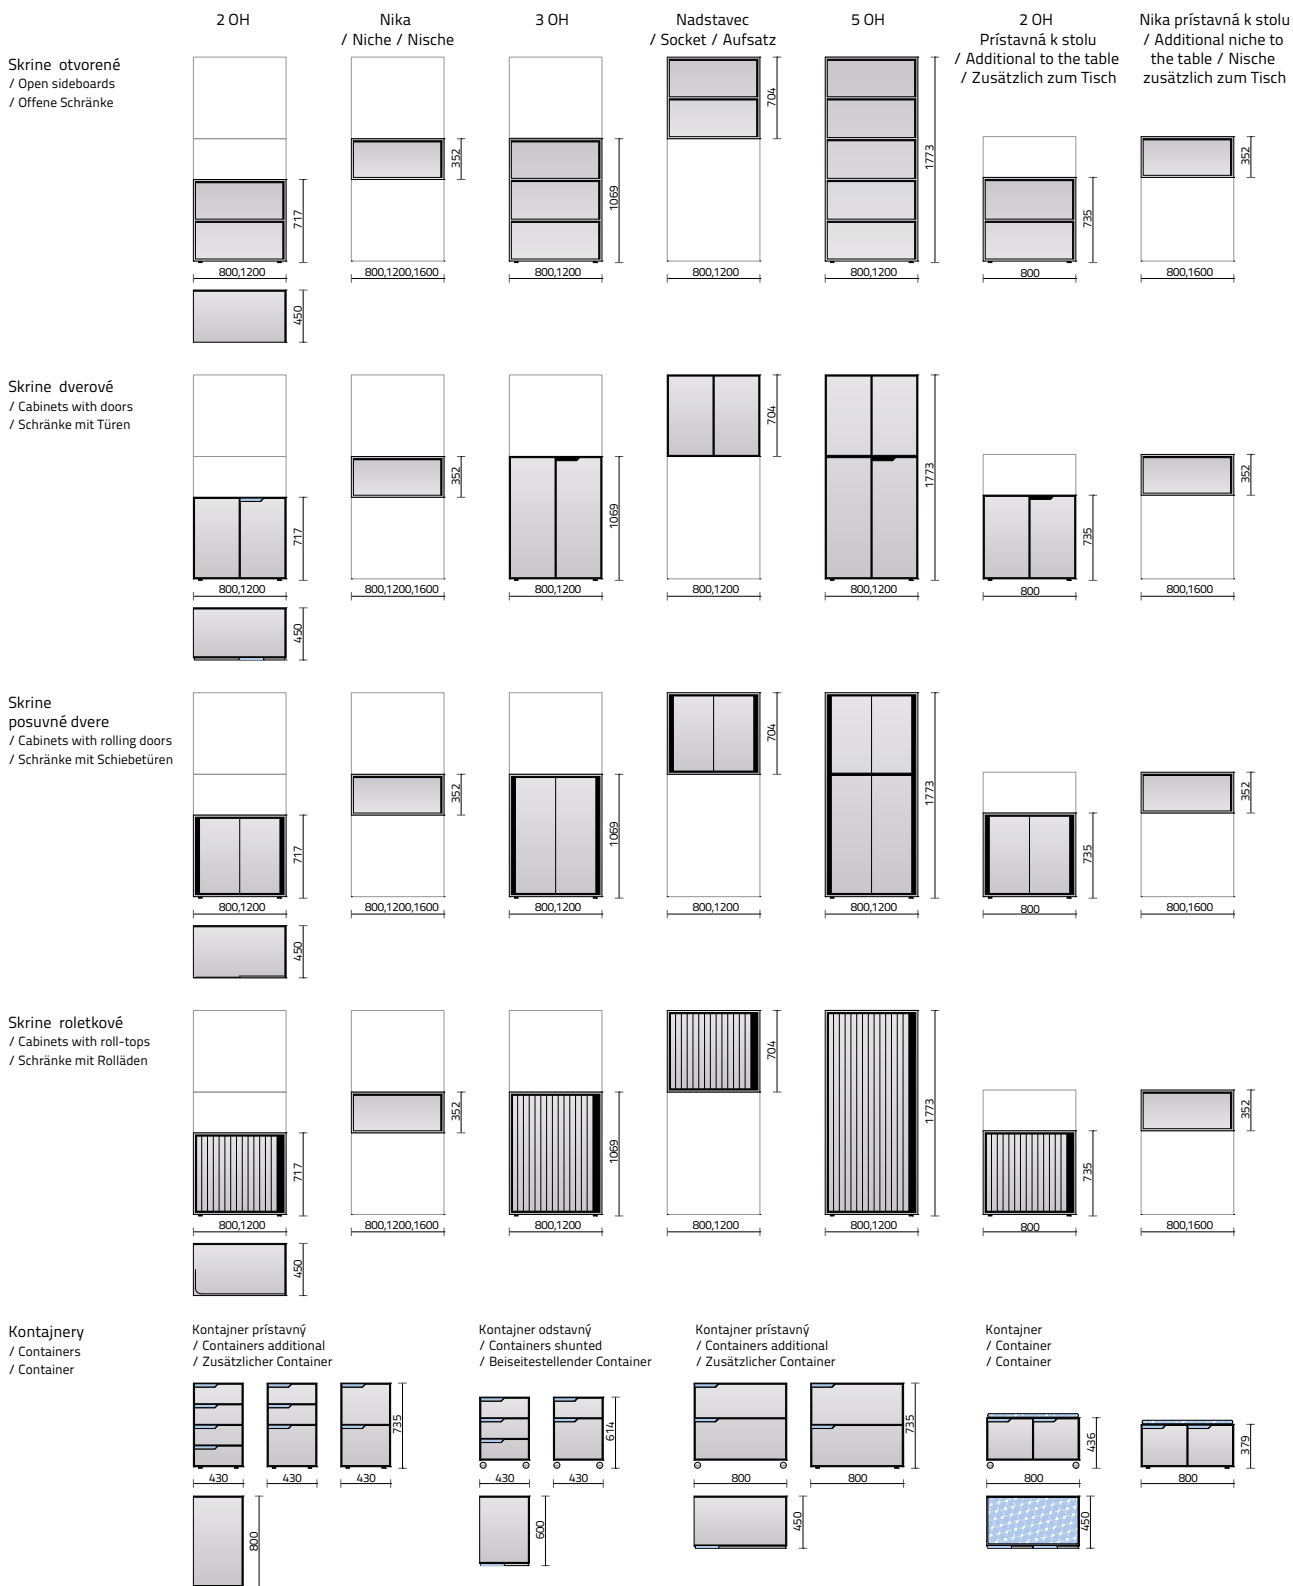 2 OH
Nika
/ Niche / Nische
3 OH
Nadstavec
/ Socket / Aufsatz
5 OH
2 OH
Prístavná k stolu
/ Additional to the table
/ Zusätzlich zum Tisch
Nika prístavná k stolu
/ Additional niche to
the table / Nische
zusätzlich zum Tisch
Skrine otvorené
/ Open sideboards
/ Offene Schränke
717
352
1069
704
1773
735
352
800,1200
800,1200,1600
800,1200
800,1200
800,1200
800
800,1600
450
Skrine dverové
/ Cabinets with doors
/ Schränke mit Türen
717
352
1069
704
1773
735
352
800,1200
800,1200,1600
800,1200
800,1200
800,1200
800
800,1600
450
Skrine
posuvné dvere
/ Cabinets with rolling doors
/ Schränke mit Schiebetüren
717
352
1069
704
1773
735
352
800,1200
800,1200,1600
800,1200
800,1200
800,1200
800
800,1600
450
Skrine roletkové
/ Cabinets with roll-tops
/ Schränke mit Rolläden
717
352
1069
704
1773
735
352
800,1200
800,1200,1600
800,1200
800,1200
800,1200
800
800,1600
450
Kontajnery
/ Containers
/ Container
Kontajner prístavný
/ Containers additional
/ Zusätzlicher Container
735
430
430
430
800
Kontajner odstavný
/ Containers shunted
/ Beiseitestellender Container
614
430
430
600
Kontajner prístavný
/ Containers additional
/ Zusätzlicher Container
735
800
800
450
Kontajner
/ Container
/ Container
436
379
800
800
450